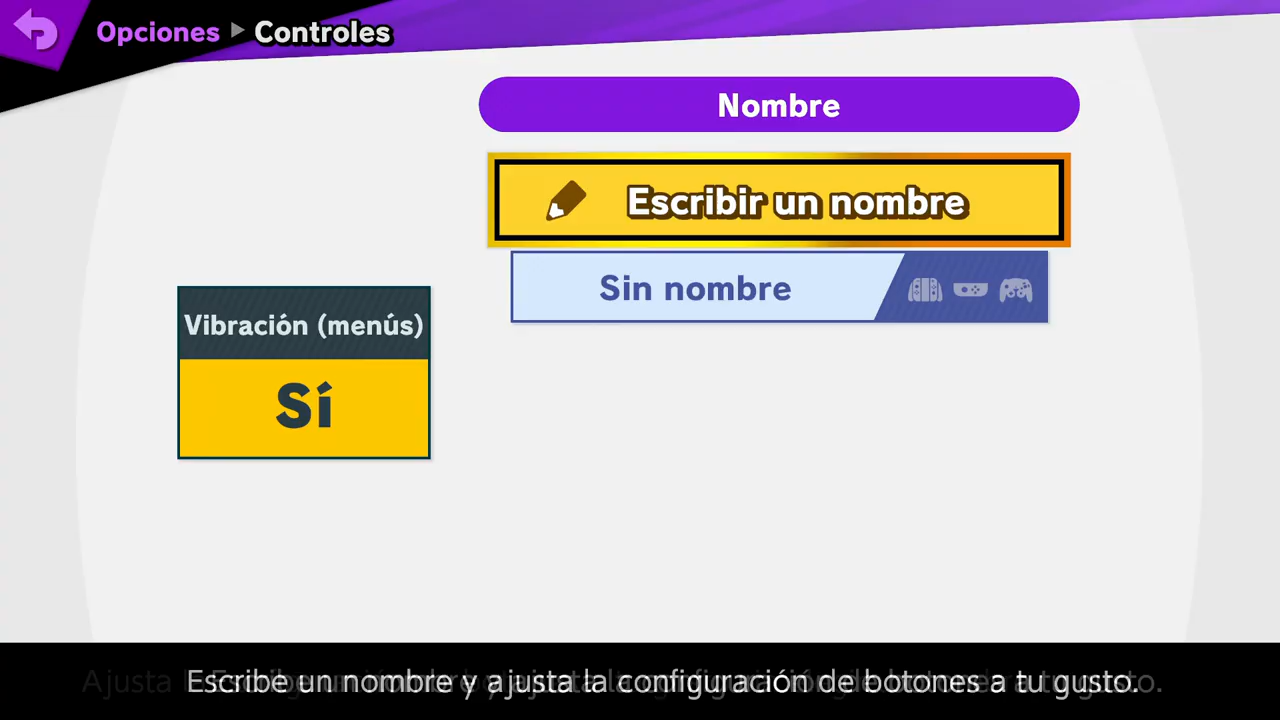 Opciones ▶ Controles
Nombre
Escribir un nombre
Sin nombre
Vibración (menús)
Sí
Escribe un nombre y ajusta la configuración de botones a tu gusto.